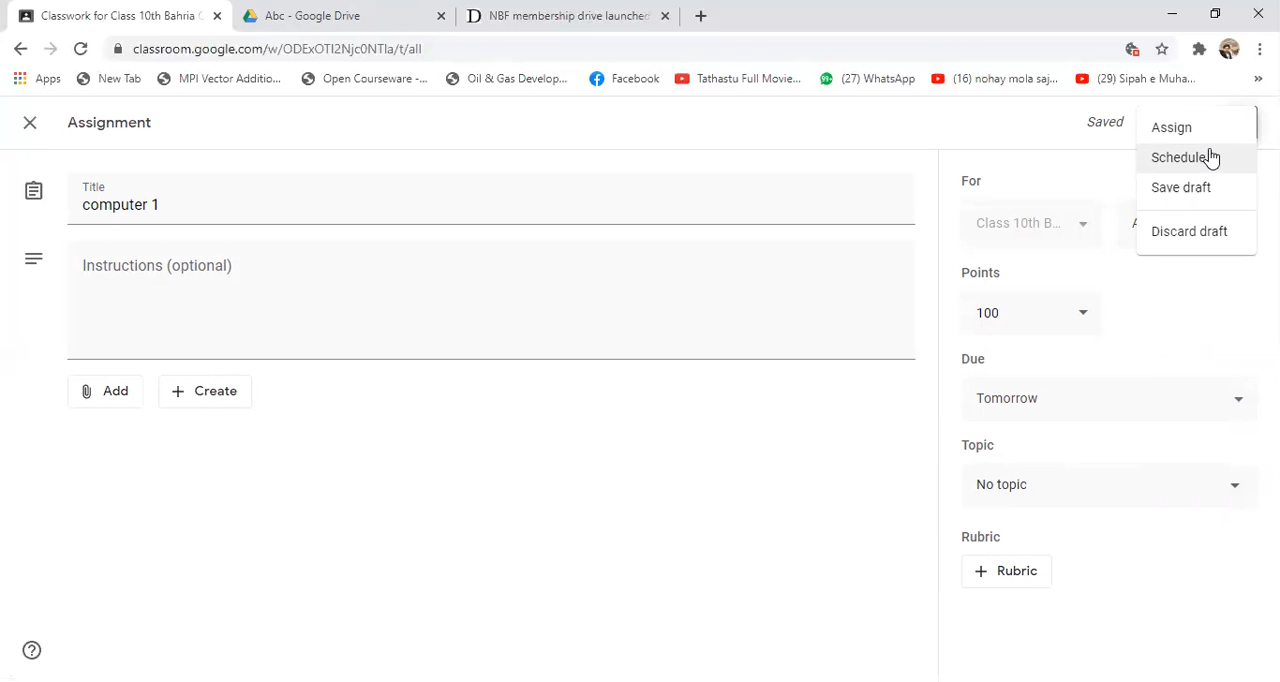 Classwork for Class 10th Bahria C
Abc - Google Drive
NBF membership drive launched
classroom.google.com/w/ODExOTI2Njc0NTIa/t/all
Apps
New Tab
MPI Vector Additio...
Open Courseware -...
Oil & Gas Develop...
Facebook
Tathastu Full Movie...
(27) WhatsApp
(16) nohay mola saj...
(29) Sipah e Muha...
»
Assignment
Saved
Assign
Schedule
Save draft
Discard draft
Title
computer 1
Instructions (optional)
Add
Create
For
Class 10th B...
Points
100
Due
Tomorrow
Topic
No topic
Rubric
Rubric